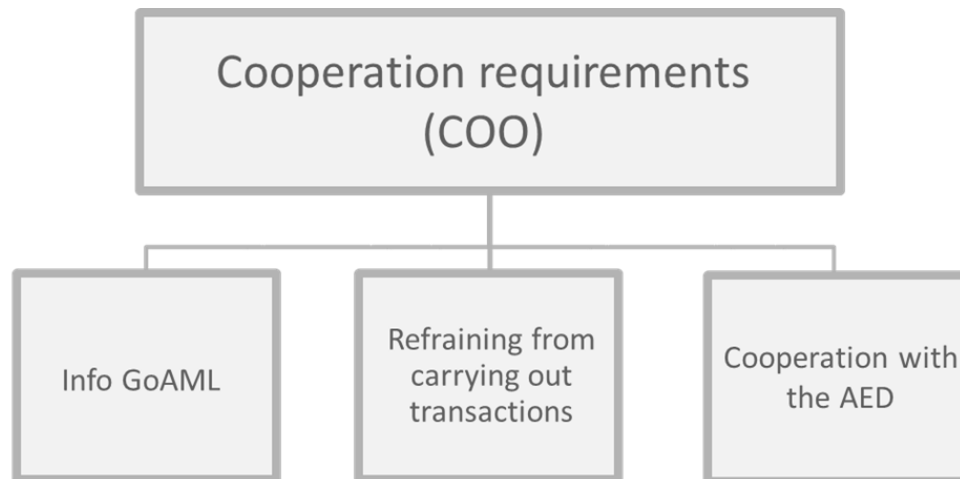 Cooperation requirements
(COO)
Info GoAML
Refraining from
carrying out
transactions
Cooperation with
the AED